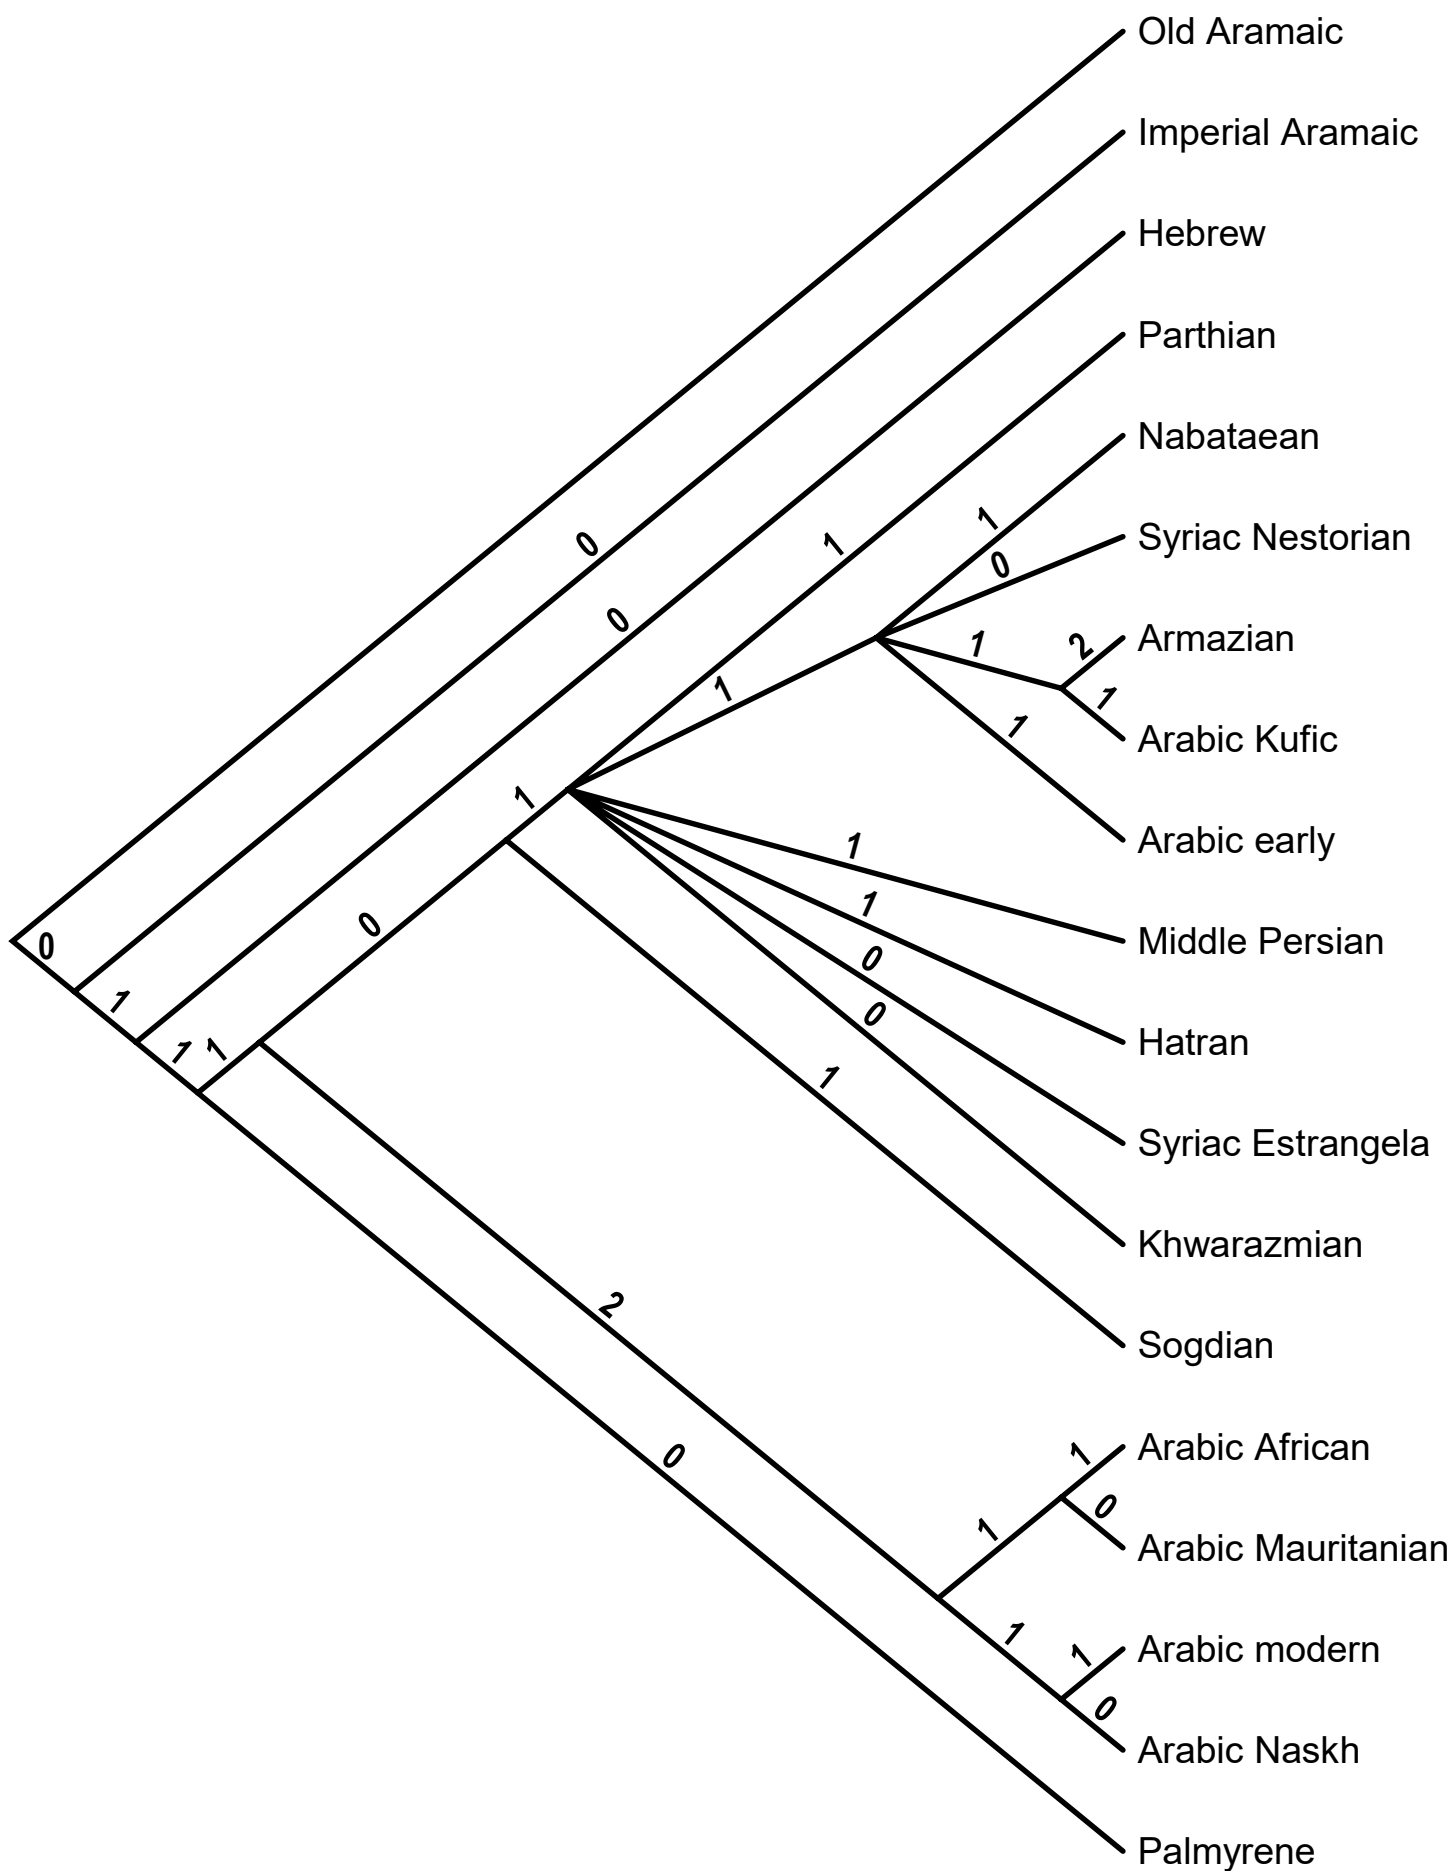 Old Aramaic
Imperial Aramaic
Hebrew
Parthian
Nabataean
0
1
1
Syriac Nestorian
0
0
Armazian
1
2
1
1
Arabic Kufic
1
1
Arabic early
1
0
1
Middle Persian
0
0
1
Hatran
1
1
0
1
Syriac Estrangela
Khwarazmian
2
Sogdian
1
Arabic African
0
0
1
Arabic Mauritanian
1
1
Arabic modern
0
Arabic Naskh
Palmyrene